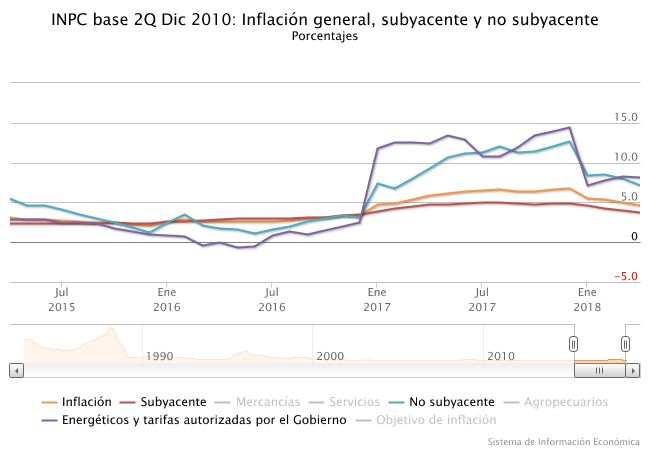 INPC base 2Q Dic 2010: Inflación general, subyacente y no subyacente
Porcentajes
15.0
10.0
5.0
0
-5.0
Jul 2015
Ene 2016
Jul 2016
Ene 2017
Jul 2017
Ene 2018
1990
2000
2010
Inflación Subyacente Mercancías Servicios No subyacente Agropecuarios
Energéticos y tarifas autorizadas por el Gobierno Objetivo de inflación
Sistema de Información Económica